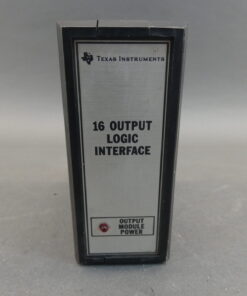 TEXAS INSTRUMENTS
16 OUTPUT
LOGIC
INTERFACE
OUTPUT
MODULE
POWER